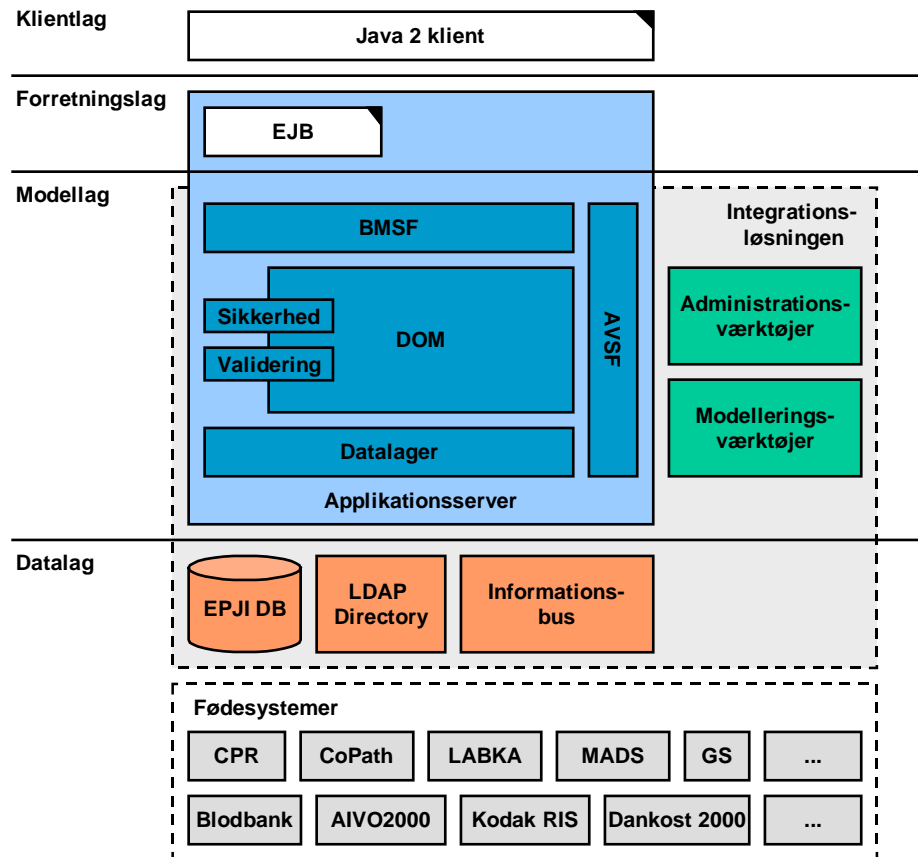 Klientlag
Java 2 klient
Forretningslag
EJB
Modellag
Integrations-
løsningen
BMSF
AVSF
Administrations-
værktøjer
Sikkerhed
DOM
Validering
Modellerings-
værktøjer
Datalager
Applikationsserver
Datalag
EPJI DB
LDAP
Directory
Informations-
bus
Fødesystemer
CPR
CoPath
LABKA
MADS
GS
...
Blodbank
AIVO2000
Kodak RIS
Dankost 2000
...